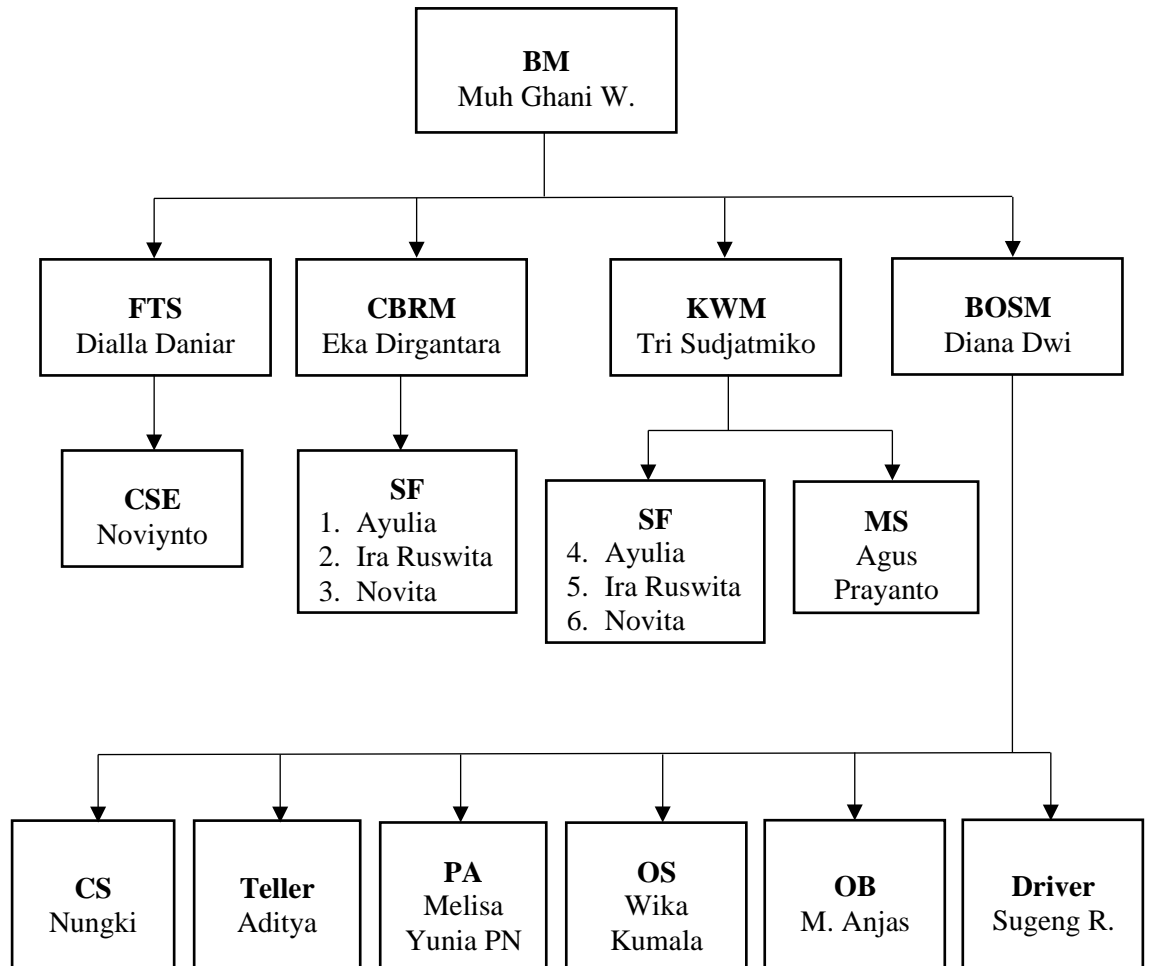 BM
Muh Ghani W.
FTS
Dialla Daniar
CBRM
Eka Dirgantara
KWM
Tri Sudjatmiko
BOSM
Diana Dwi
CSE
Noviynto
SF
1. Ayulia
2. Ira Ruswita
3. Novita
SF
4. Ayulia
5. Ira Ruswita
6. Novita
MS
Agus
Prayanto
CS
Nungki
Teller
Aditya
PA
Melisa
Yunia PN
OS
Wika
Kumala
OB
M. Anjas
Driver
Sugeng R.